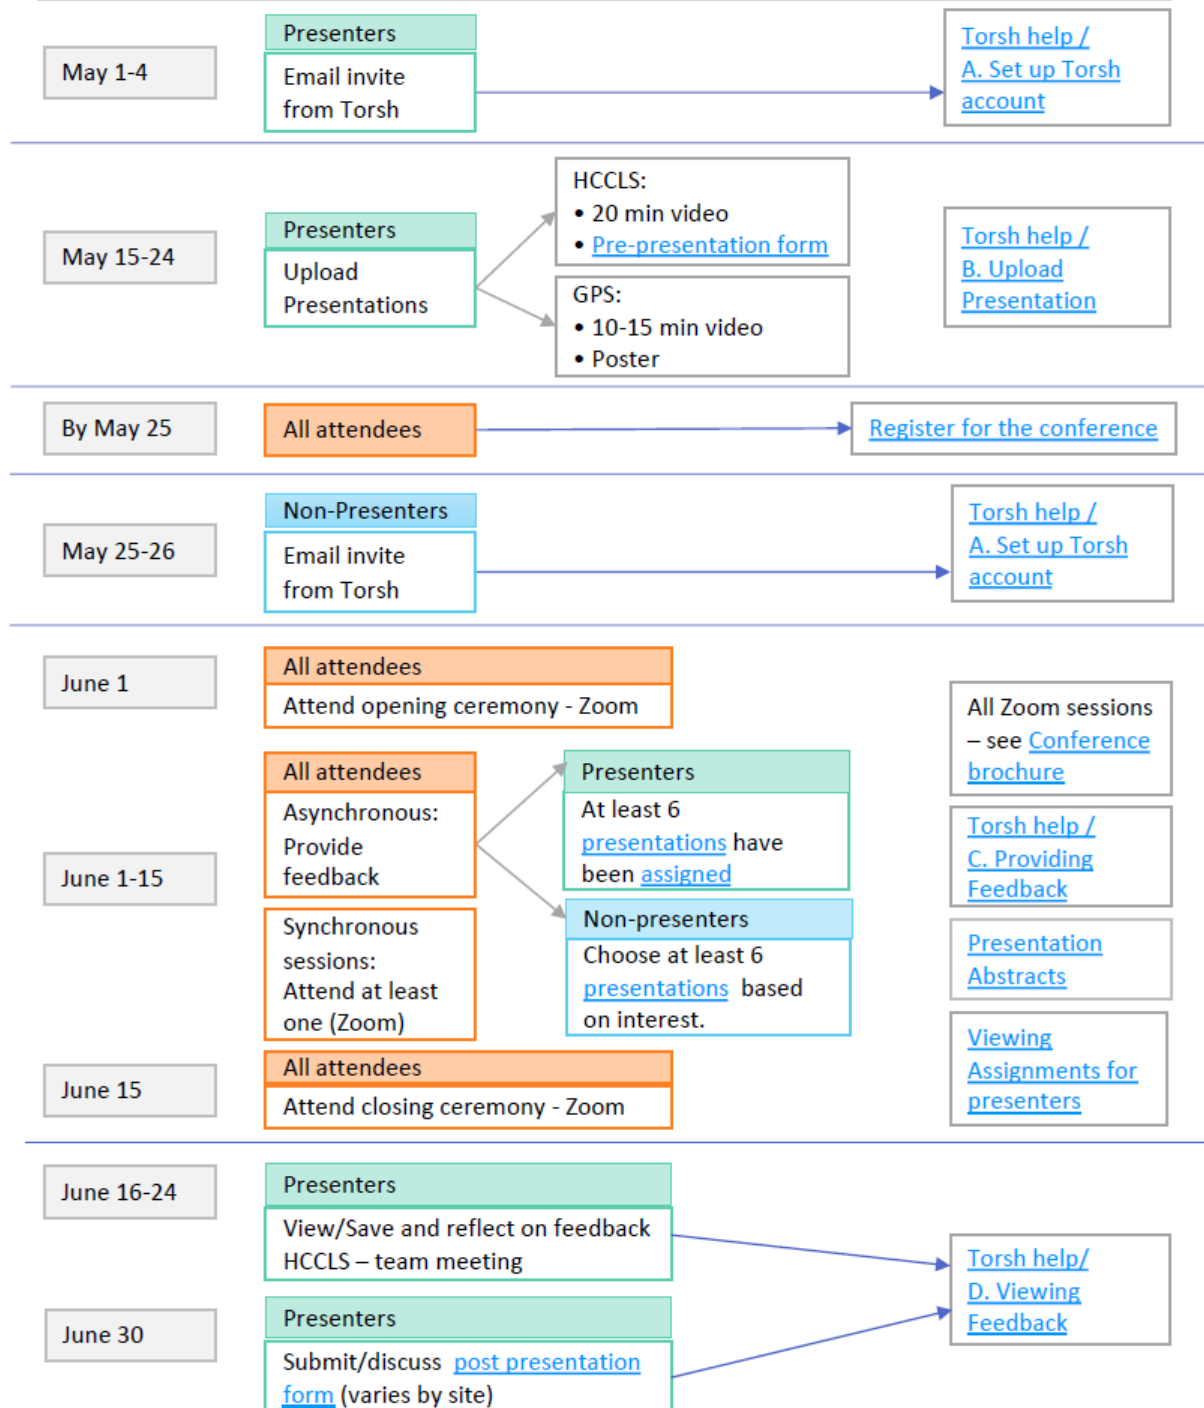 May 1-4
Presenters
Email invite
from Torsh
Torsh help /
A. Set up Torsh
account
May 15-24
Presenters
Upload
Presentations
HCCLS:
• 20 min video
• Pre-presentation form
GPS:
• 10-15 min video
• Poster
Torsh help /
B. Upload
Presentation
By May 25
All attendees
Register for the conference
May 25-26
Non-Presenters
Email invite
from Torsh
Torsh help /
A. Set up Torsh
account
June 1
All attendees
Attend opening ceremony - Zoom
All Zoom sessions
– see Conference
brochure
June 1-15
All attendees
Asynchronous:
Provide
feedback
Synchronous
sessions:
Attend at least
one (Zoom)
Presenters
At least 6
presentations have
been assigned
Non-presenters
Choose at least 6
presentations based
on interest.
Torsh help /
C. Providing
Feedback
Presentation
Abstracts
Viewing
Assignments for
presenters
June 15
All attendees
Attend closing ceremony - Zoom
June 16-24
Presenters
View/Save and reflect on feedback
HCCLS – team meeting
Torsh help/
D. Viewing
Feedback
June 30
Presenters
Submit/discuss post presentation
form (varies by site)